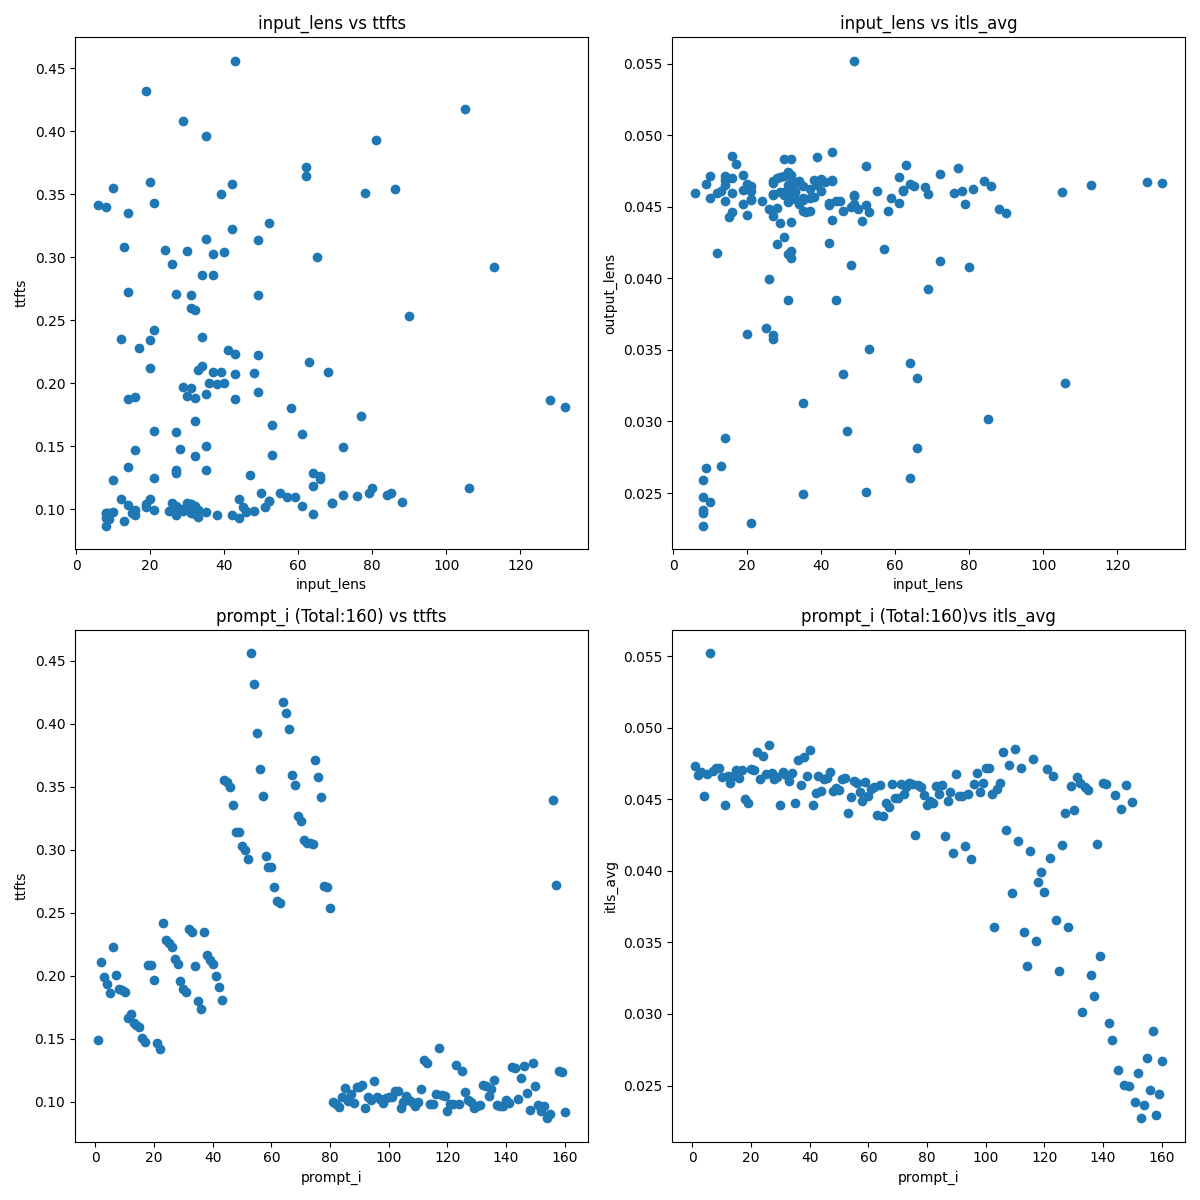 input_lens vs ttfts
0.45
0.40
0.35
0.30
0.25
0.20
0.15
0.10
ttfts
0 20 40 60 80 100 120
input_lens
input_lens vs itls_avg
0.055
0.050
0.045
0.040
0.035
0.030
0.025
output_lens
0 20 40 60 80 100 120
input_lens
prompt_i (Total:160) vs ttfts
0.45
0.40
0.35
0.30
0.25
0.20
0.15
0.10
ttfts
0 20 40 60 80 100 120 140 160
prompt_i
prompt_i (Total:160)vs itls_avg
0.055
0.050
0.045
0.040
0.035
0.030
0.025
itls_avg
0 20 40 60 80 100 120 140 160
prompt_i